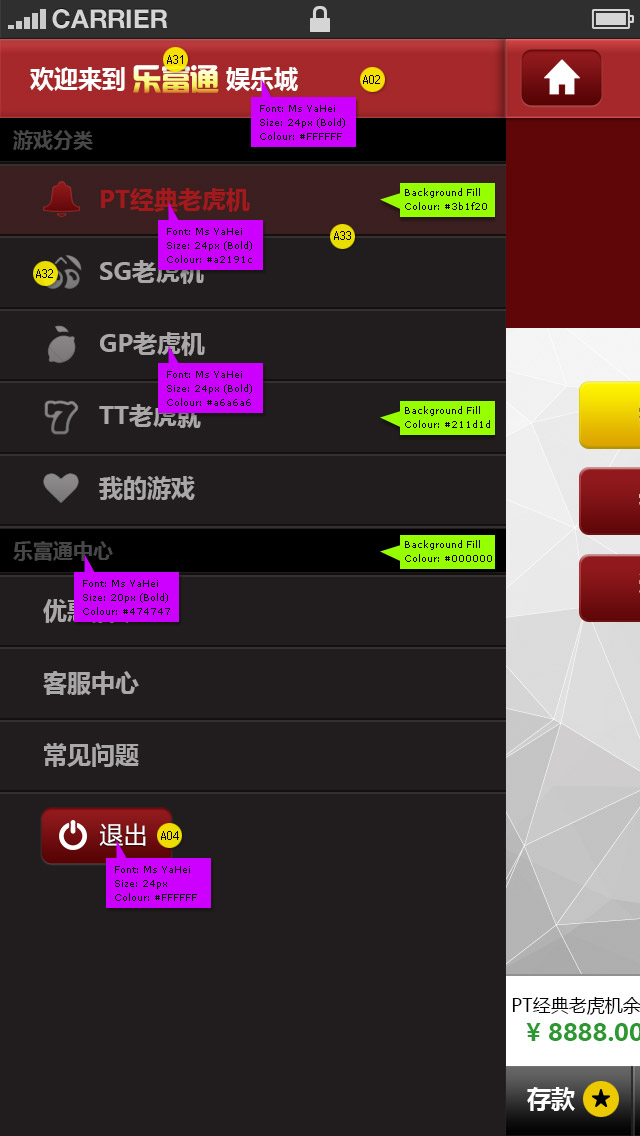 CARRIER
A31
欢迎来到 乐富通 娱乐城
A02
Font: Ms YaHei
Size: 24px (Bold)
Colour: #FFFFFF
游戏分类
PT经典老虎机
Background Fill
Colour: #3b1f20
Font: Ms YaHei
Size: 24px (Bold)
Colour: #a2191c
A33
A32
SG老虎机
GP老虎机
Font: Ms YaHei
Size: 24px (Bold)
Colour: #a6a6a6
TT老虎就
Background Fill
Colour: #211d1d
我的游戏
乐富通中心
Background Fill
Colour: #000000
Font: Ms YaHei
Size: 20px (Bold)
Colour: #474747
优惠
客服中心
常见问题
退出
A04
Font: Ms YaHei
Size: 24px
Colour: #FFFFFF
PT经典老虎机余
¥ 8888.00
存款